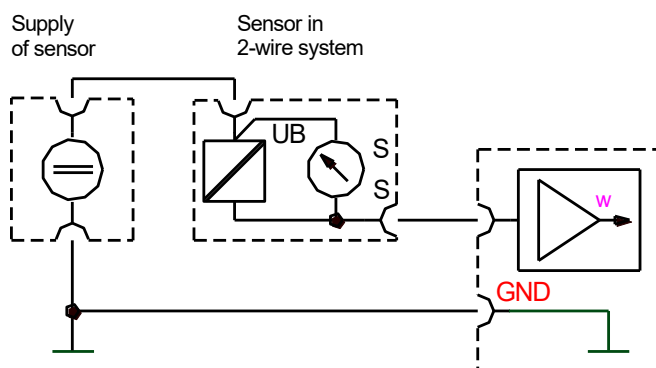 Supply
of sensor
Sensor in
2-wire system
UB
S
S
w
GND